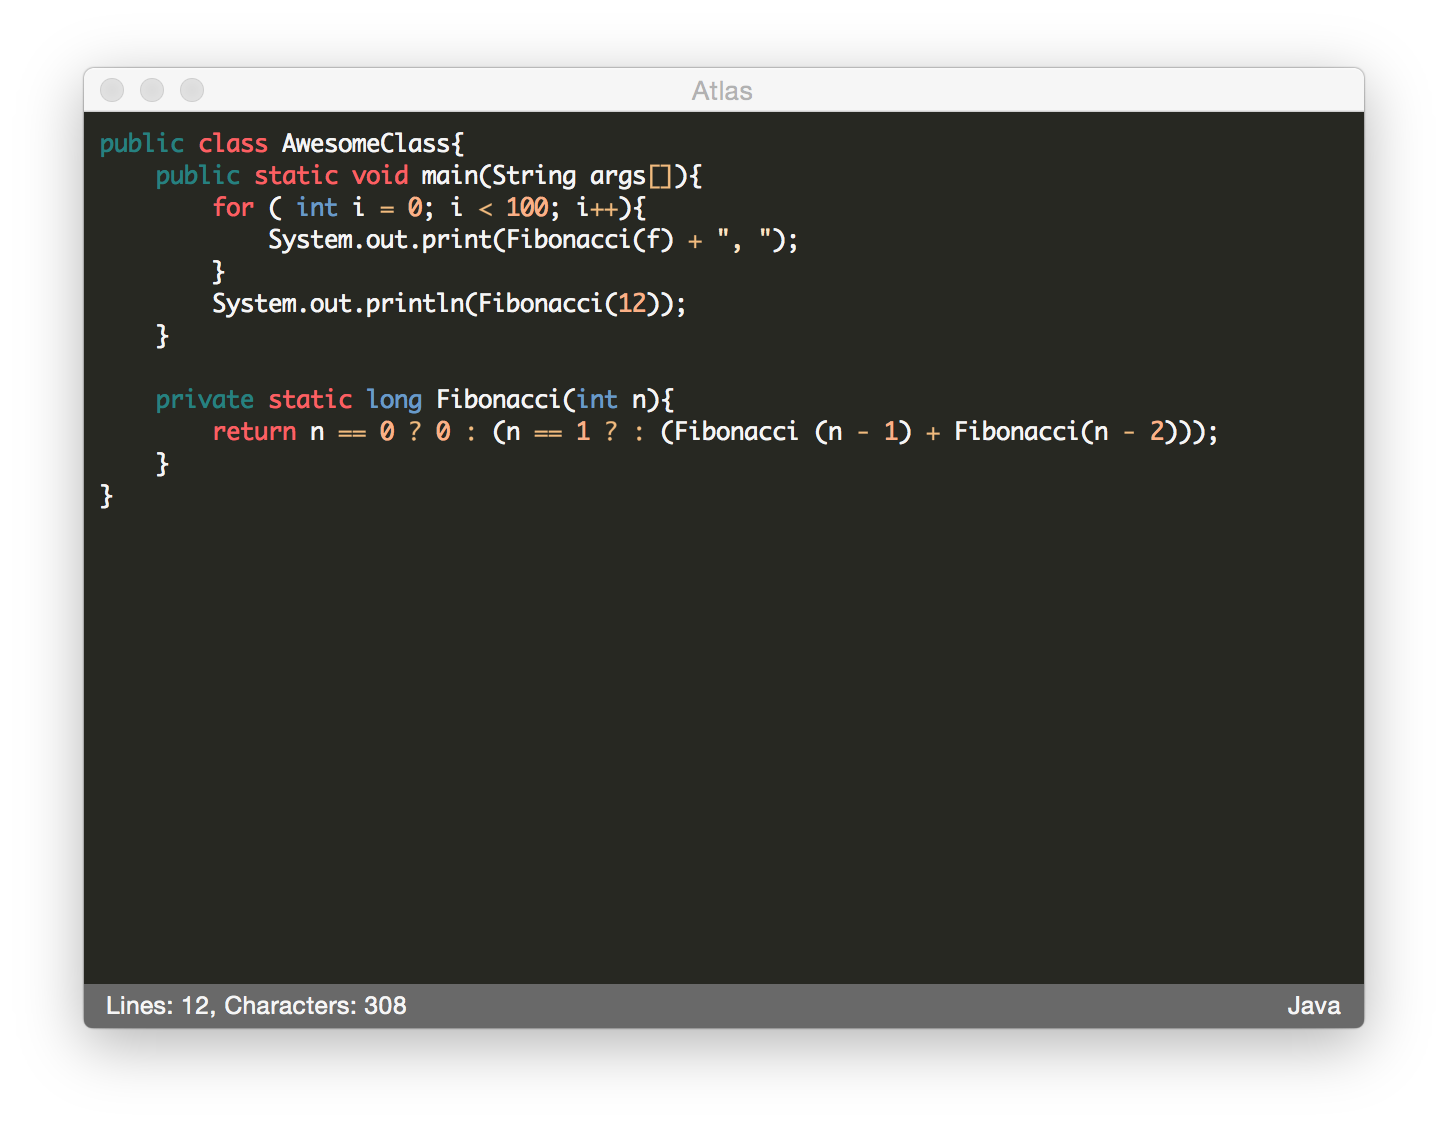 Atlas
public class AwesomeClass{
    public static void main(String args[]){
        for ( int i = 0; i < 100; i++){
            System.out.print(Fibonacci(f) + ", ");
        }
        System.out.println(Fibonacci(12));
    }

    private static long Fibonacci(int n){
        return n == 0 ? 0 : (n == 1 ? : (Fibonacci (n - 1) + Fibonacci(n - 2)));
    }
}
Lines: 12, Characters: 308
Java